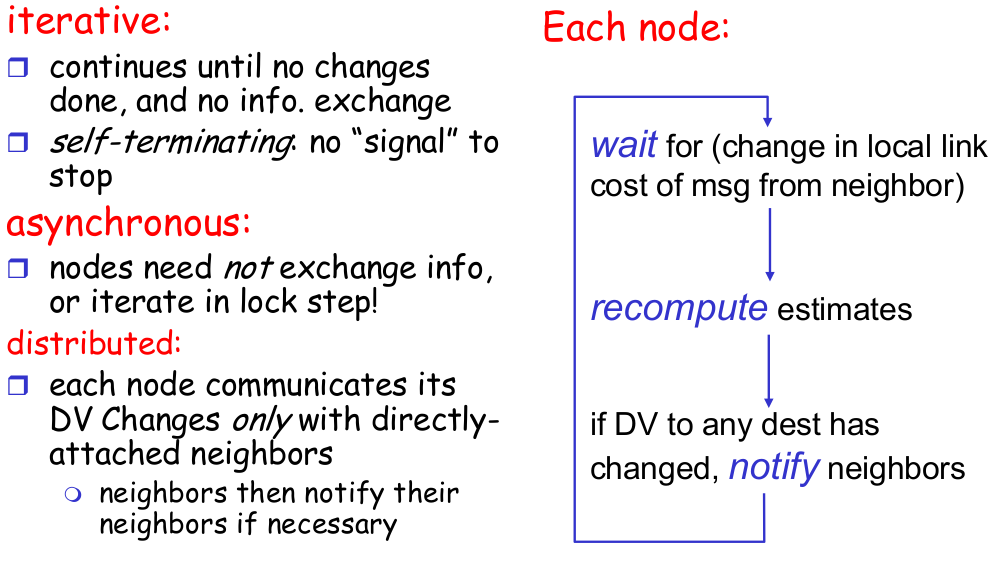 iterative:
continues until no changes
done, and no info. exchange
self-terminating: no “signal” to
stop
asynchronous:
nodes need not exchange info,
or iterate in lock step!
distributed:
each node communicates its
DV Changes only with directly-
attached neighbors
neighbors then notify their
neighbors if necessary
Each node:
wait for (change in local link
cost of msg from neighbor)
recompute estimates
if DV to any dest has
changed, notify neighbors